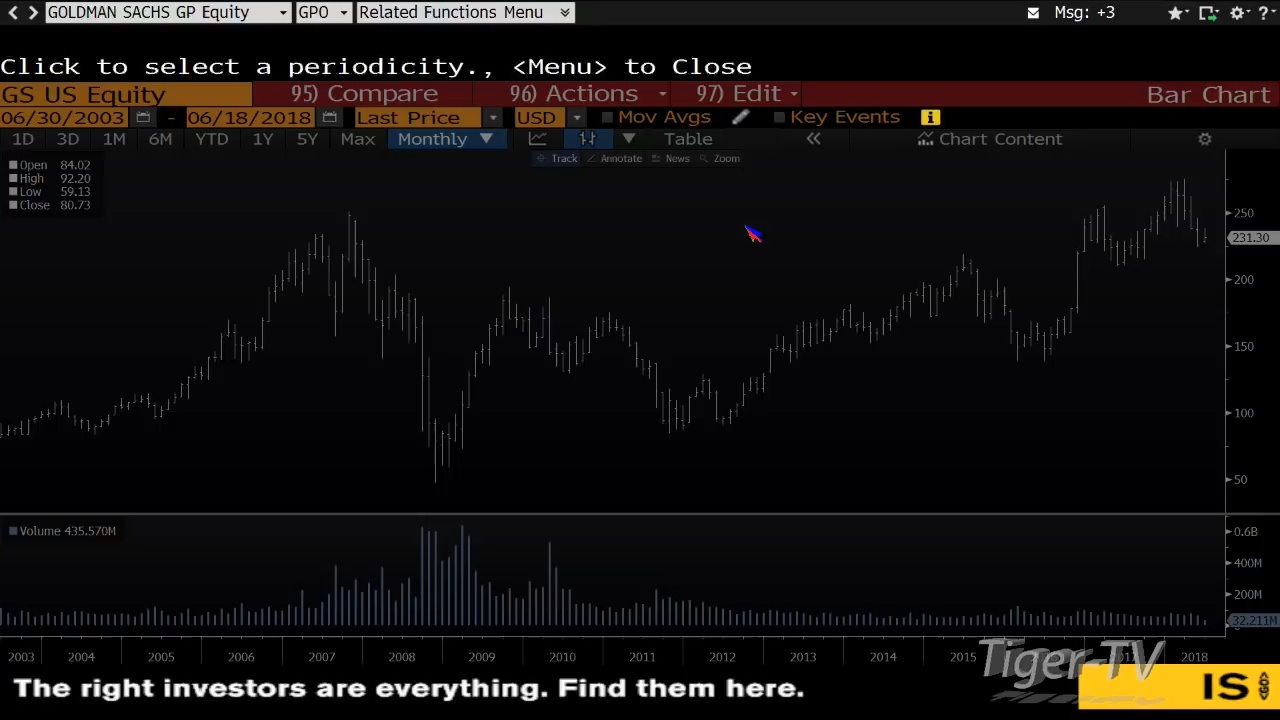 GOLDMAN SACHS GP Equity GPO Related Functions Menu Msg: +3 ?
Click to select a periodicity., <Menu> to Close
GS US Equity 95) Compare 96) Actions 97) Edit Bar Chart
06/30/2003 - 06/18/2018 Last Price USD Mov Avgs Key Events i
1D 3D 1M 6M YTD 1Y 5Y Max Monthly Table Chart Content
Track Annotate News Zoom
Open 84.02
High 92.20
Low 59.13
Close 80.73
250
231.30
200
150
100
50
Volume 435.570M
0.6B
400M
200M
32.211M
2003 2004 2005 2006 2007 2008 2009 2010 2011 2012 2013 2014 2015 2018
Tiger-TV
The right investors are everything. Find them here.
IS